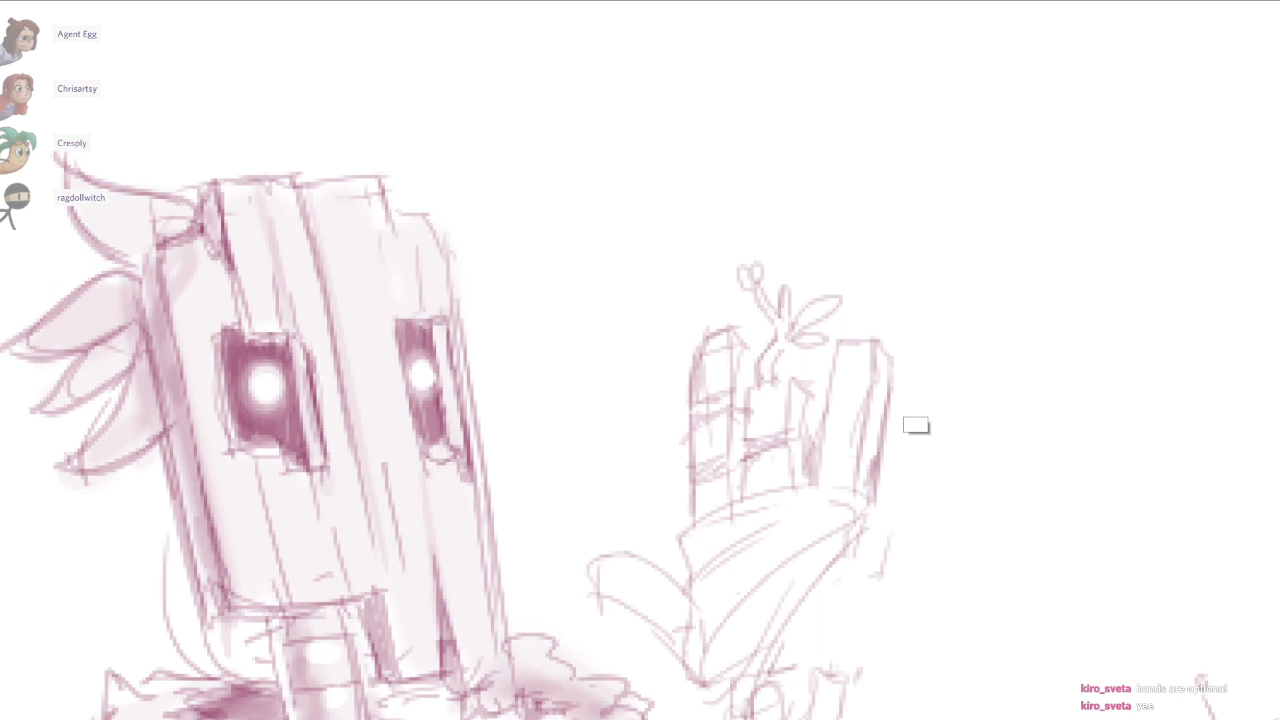 Agent Egg
Chrisartsy
Cresply
ragdollwitch
kiro_sveta hands are optional
kiro_sveta yee